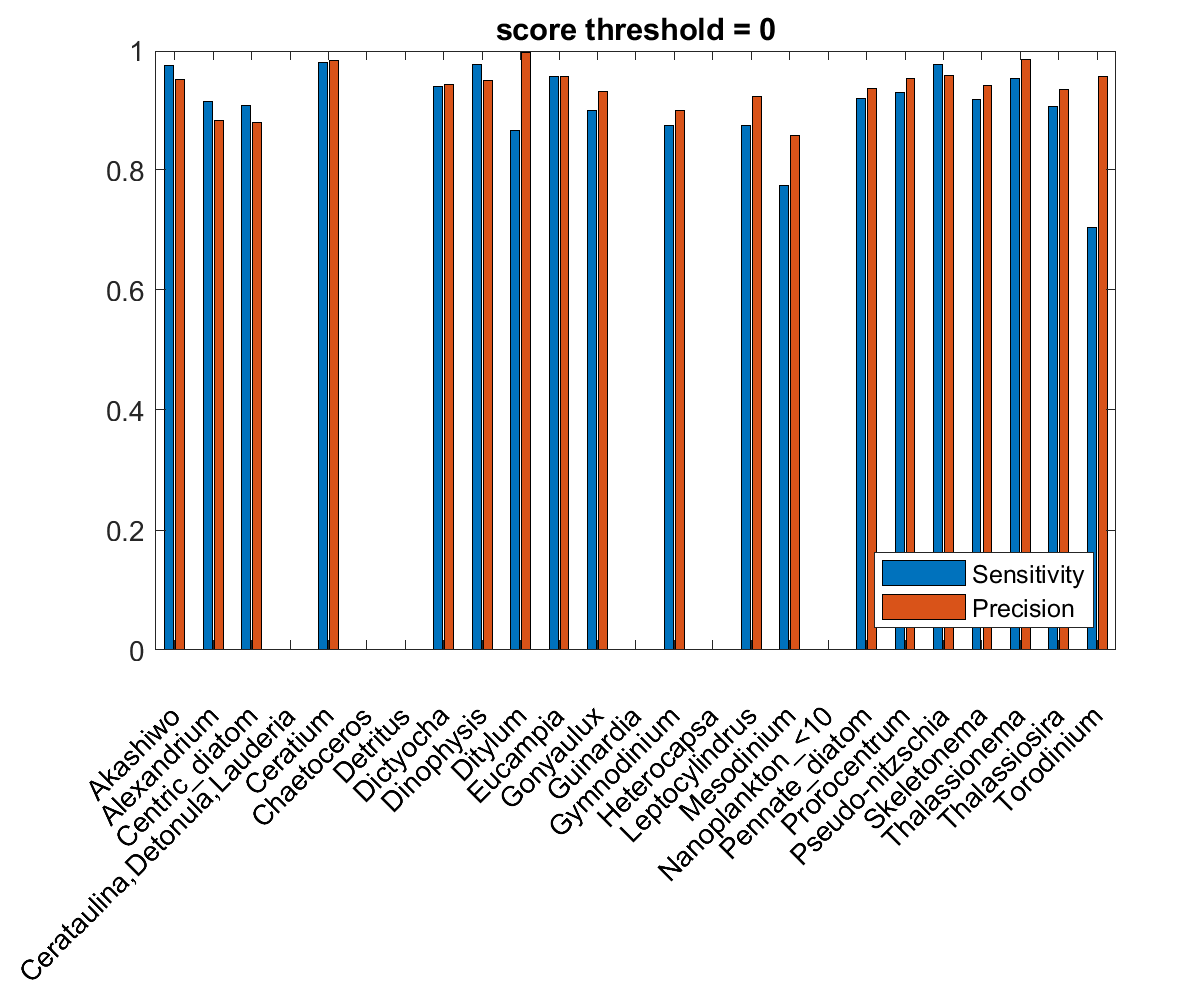 score threshold = 0
1
0.8
0.6
0.4
0.2
0
Sensitivity
Precision
Akashiwo
Alexandrium
Centric_diatom
Cerataulina,Detonula,Lauderia
Ceratium
Chaetoceros
Detritus
Dictyocha
Dinophysis
Ditylum
Eucampia
Gonyaulux
Guinardia
Gymnodinium
Heterocapsa
Leptocylindrus
Mesodinium
Nanoplankton_<10
Pennate_diatom
Prorocentrum
Pseudo-nitzschia
Skeletonema
Thalassionema
Thalassiosira
Torodinium